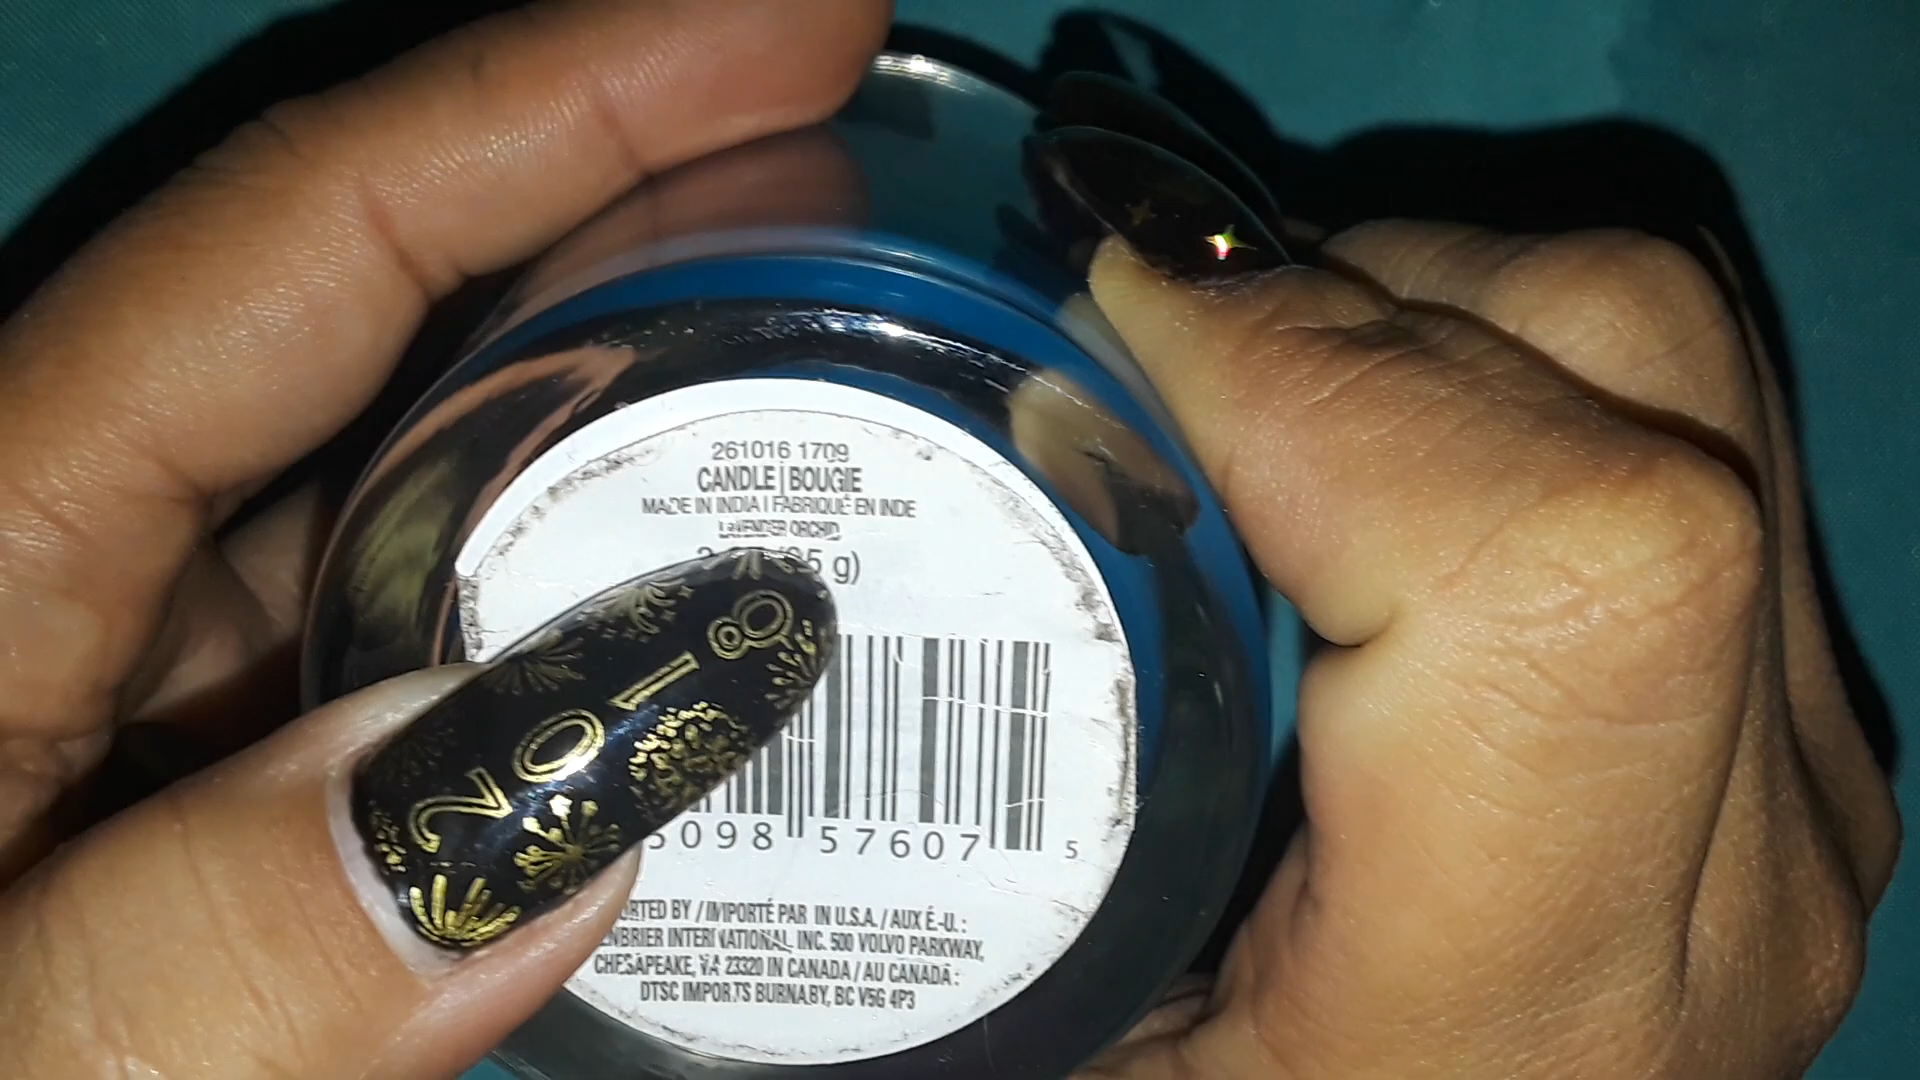 261016 1709
CANDLE | BOUGIE
MADE IN INDIA | FABRIQUÉ EN INDE
LAVENDER ORCHID
5 g)
2018
5098 57607 5
BY / IMPORTÉ PAR IN U.S.A. / AUX É.-U. :
INTERNATIONAL, INC. 500 VOLVO PARKWAY,
CHESAPEAKE, VA 23320 IN CANADA / AU CANADA :
DTSC IMPORTS BURNABY, BC V5G 4P3